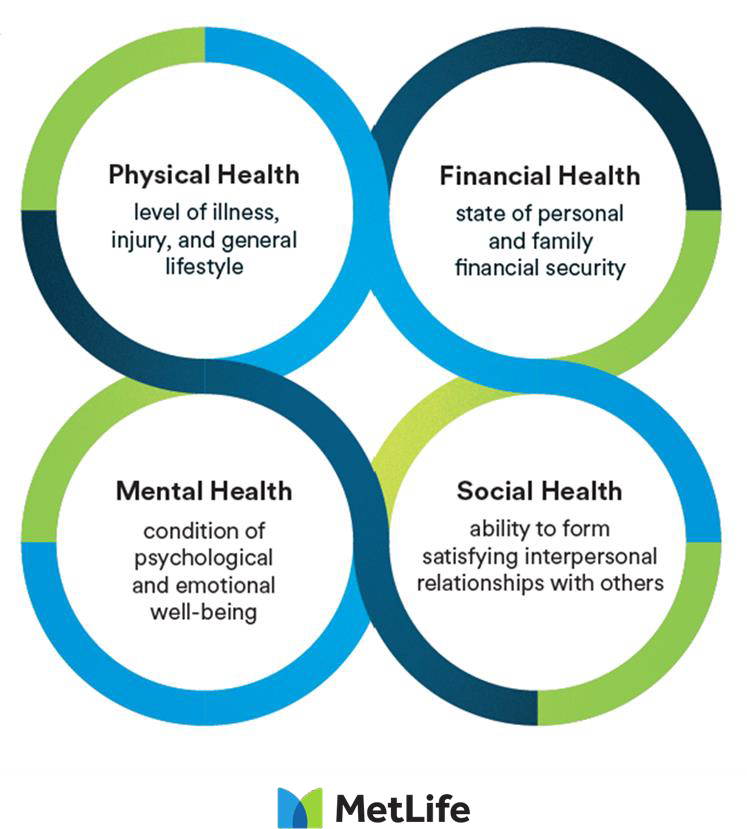 Physical Health
level of illness,
injury, and general
lifestyle
Financial Health
state of personal
and family
financial security
Mental Health
condition of
psychological
and emotional
well-being
Social Health
ability to form
satisfying interpersonal
relationships with others
MetLife